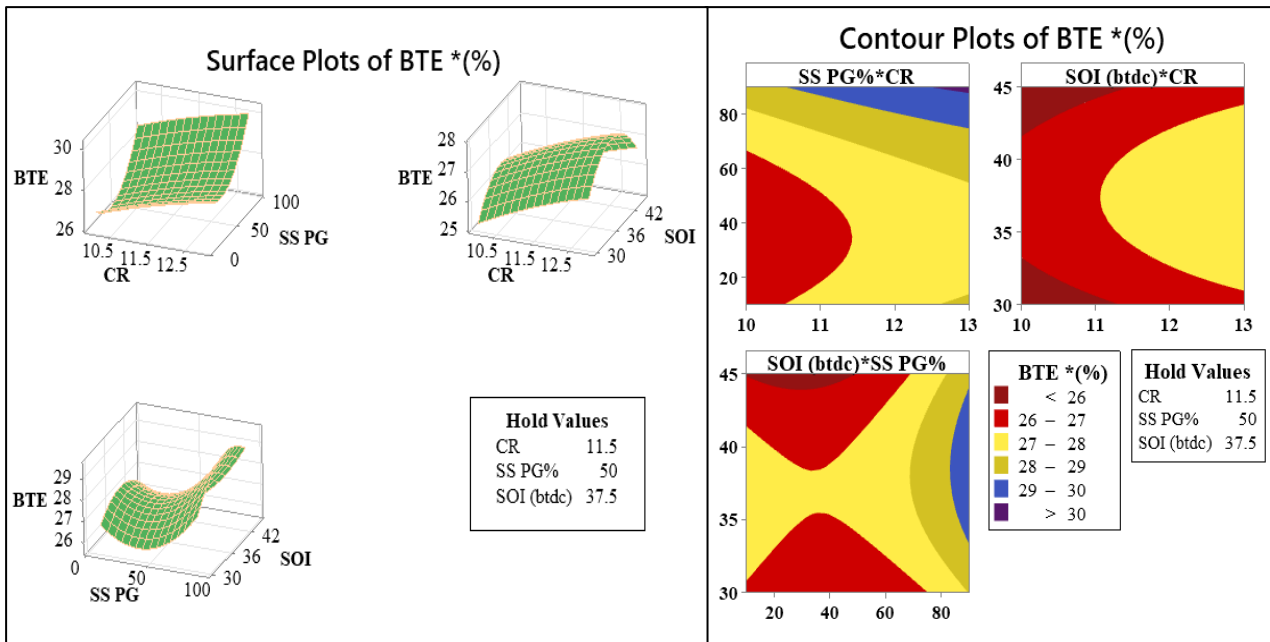 Surface Plots of BTE *(%)
30
BTE
28
26
10.5
11.5
12.5
CR
0
50
100
SS PG
28
27
BTE
26
25
10.5
11.5
12.5
CR
30
36
42
SOI
29
BTE
28
27
26
0
50
100
SS PG
30
36
42
SOI
Hold Values
CR 11.5
SS PG% 50
SOI (btdc) 37.5
Contour Plots of BTE *(%)
SS PG%*CR
80
60
40
20
10 11 12 13
SOI (btdc)*CR
45
40
35
30
10 11 12 13
SOI (btdc)*SS PG%
45
40
35
30
20 40 60 80
BTE *(%)
< 26
26 – 27
27 – 28
28 – 29
29 – 30
> 30
Hold Values
CR 11.5
SS PG% 50
SOI (btdc) 37.5